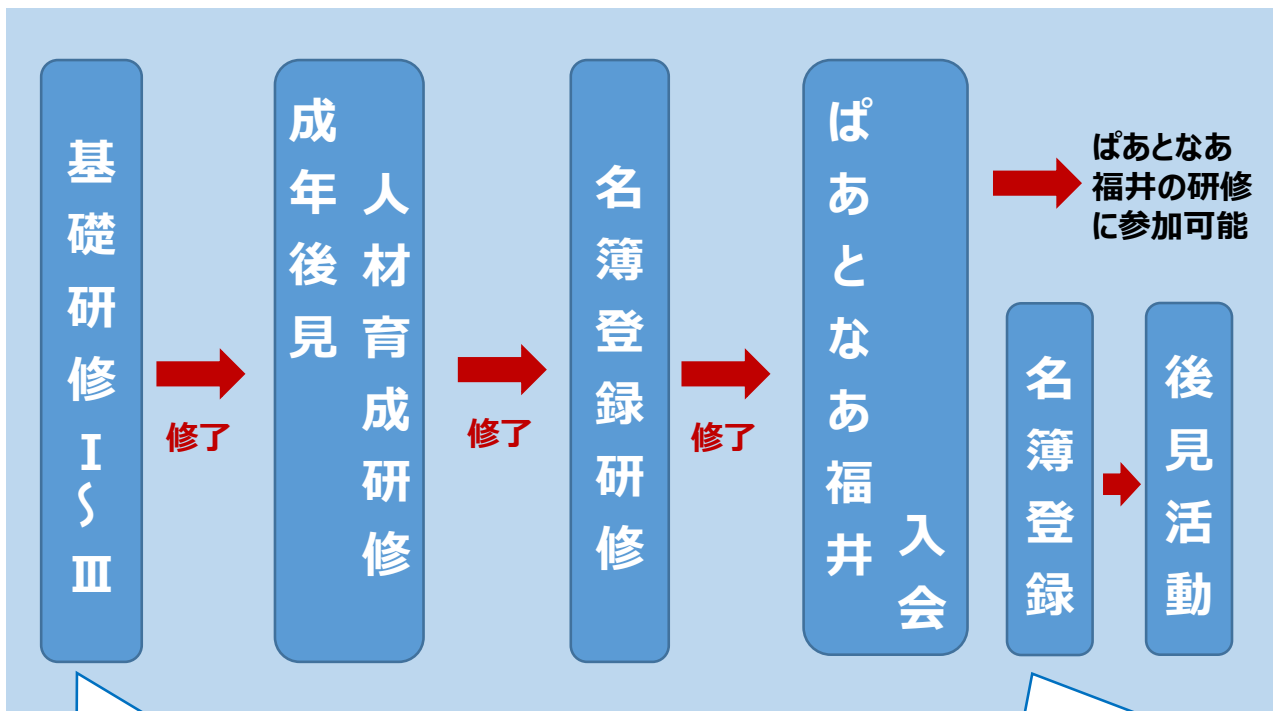 基礎研修Ⅰ～Ⅲ
修了
成年後見
人材育成研修
修了
名簿登録研修
修了
ぱあとなあ福井
入会
ぱあとなあ
福井の研修
に参加可能
名簿登録
後見活動